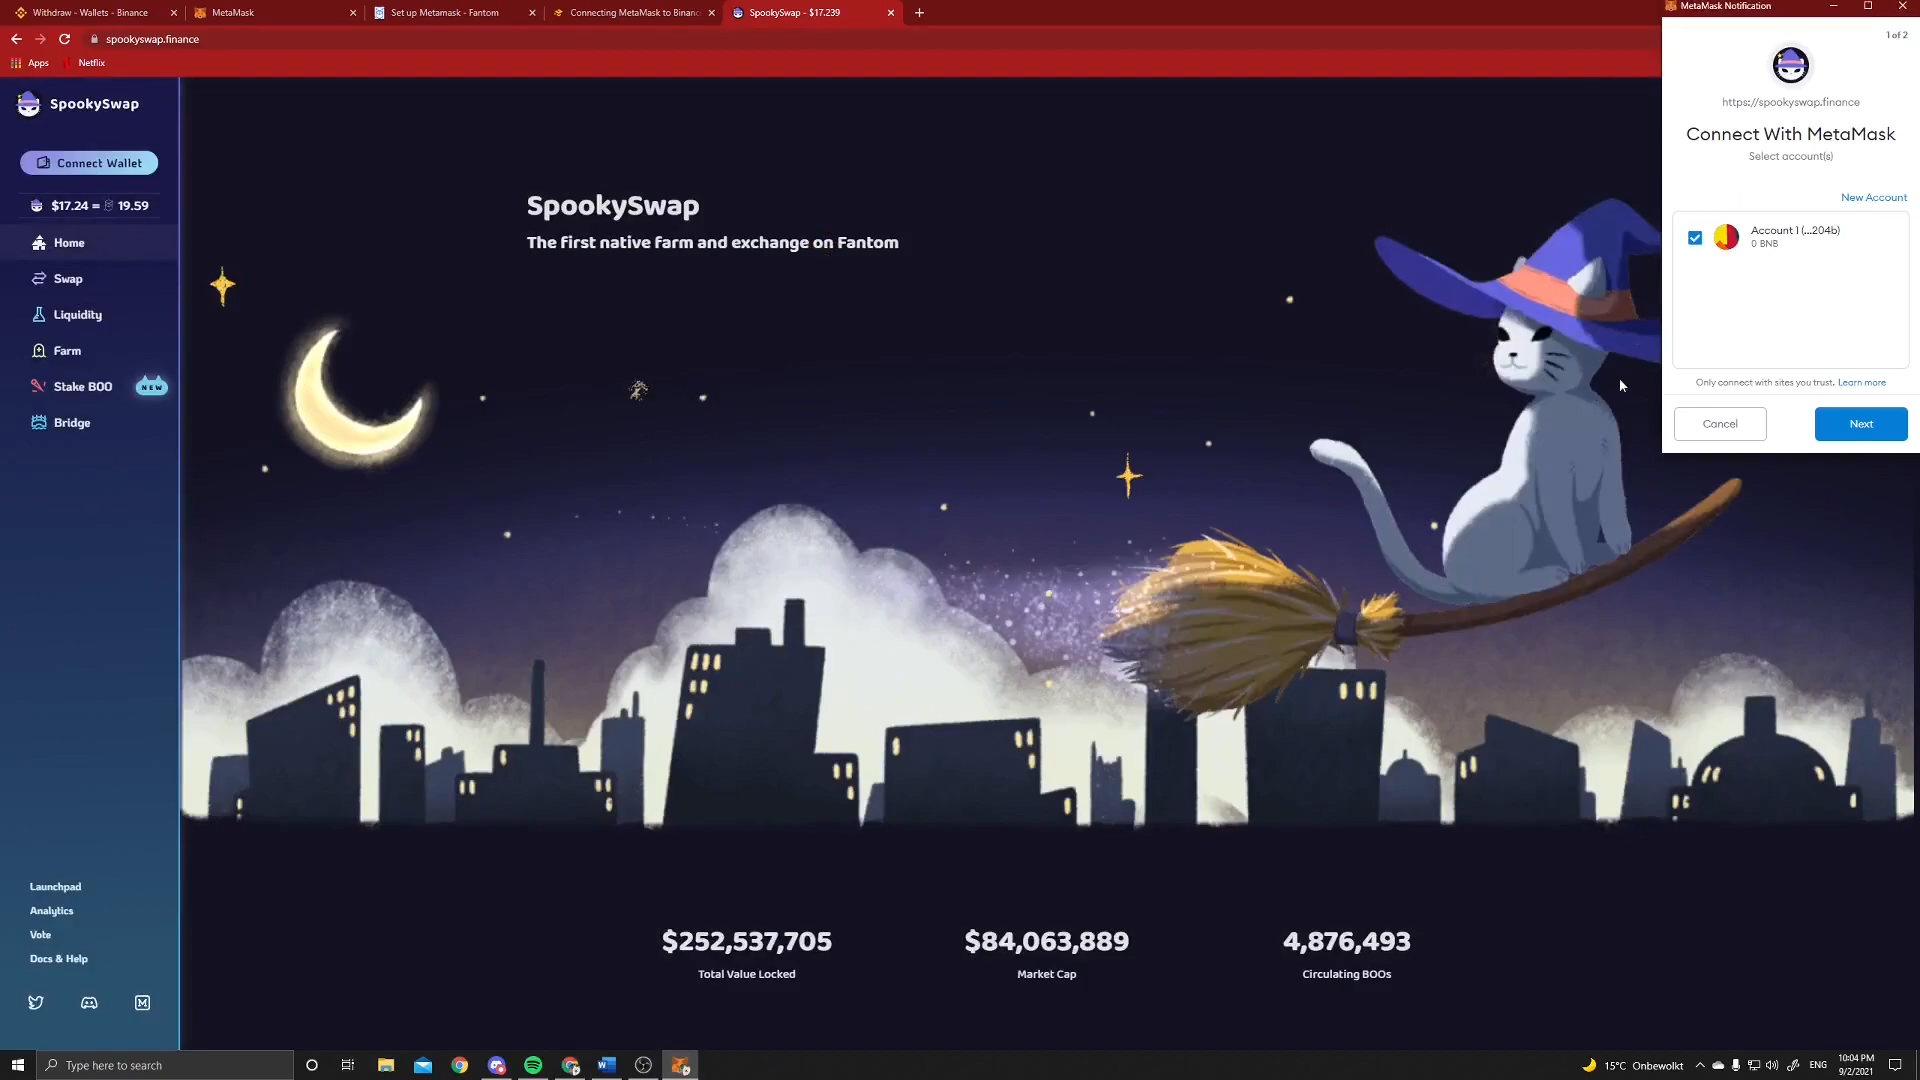 Withdraw - Wallets - Binance
MetaMask
Set up Metamask - Fantom
Connecting MetaMask to Binanc
SpookySwap - $17.239
MetaMask Notification
spookyswap.finance
Apps
Netflix
1 of 2
https://spookyswap.finance
Connect With MetaMask
Select account(s)
New Account
Account 1 (...204b)
0 BNB
Only connect with sites you trust. Learn more
Cancel
Next
SpookySwap
Connect Wallet
$17.24 = 19.59
Home
Swap
Liquidity
Farm
Stake BOO
NEW
Bridge
Launchpad
Analytics
Vote
Docs & Help
SpookySwap
The first native farm and exchange on Fantom
$252,537,705
Total Value Locked
$84,063,889
Market Cap
4,876,493
Circulating BOOs
Type here to search
15°C Onbewolkt
ENG
10:04 PM
9/2/2021